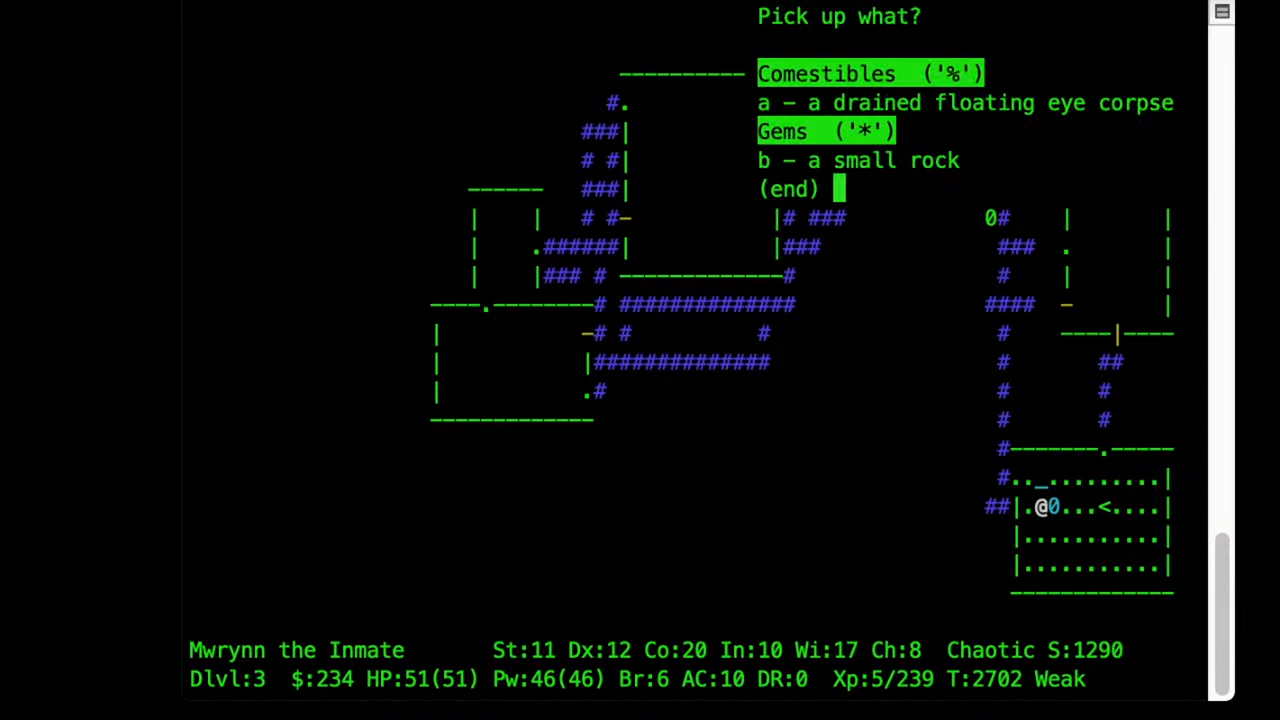 Pick up what?
Comestibles  ('%')
----------
a - a drained floating eye corpse
#.
Gems  ('*')
###|
b - a small rock
# #|
(end)
------   ###|
|    |   # #-            |# ###           0#    |       |
|    .######|            |###              ###  .       |
|    |### # -------------#                 #    |       |
----.--------# ##############               ####  -       |
|           -# #          #                #    ----|----
|           |##############                #       ##
|           .#                             #       #
-------------                              #       #
#-------.-----
#.._.........|
##|.@0...<....|
|...........|
|...........|
-------------
Mwrynn the Inmate       St:11 Dx:12 Co:20 In:10 Wi:17 Ch:8  Chaotic S:1290
Dlvl:3  $:234 HP:51(51) Pw:46(46) Br:6 AC:10 DR:0  Xp:5/239 T:2702 Weak